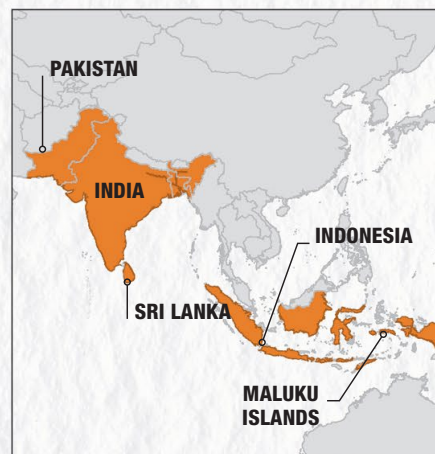 PAKISTAN
INDIA
INDONESIA
SRI LANKA
MALUKU
ISLANDS